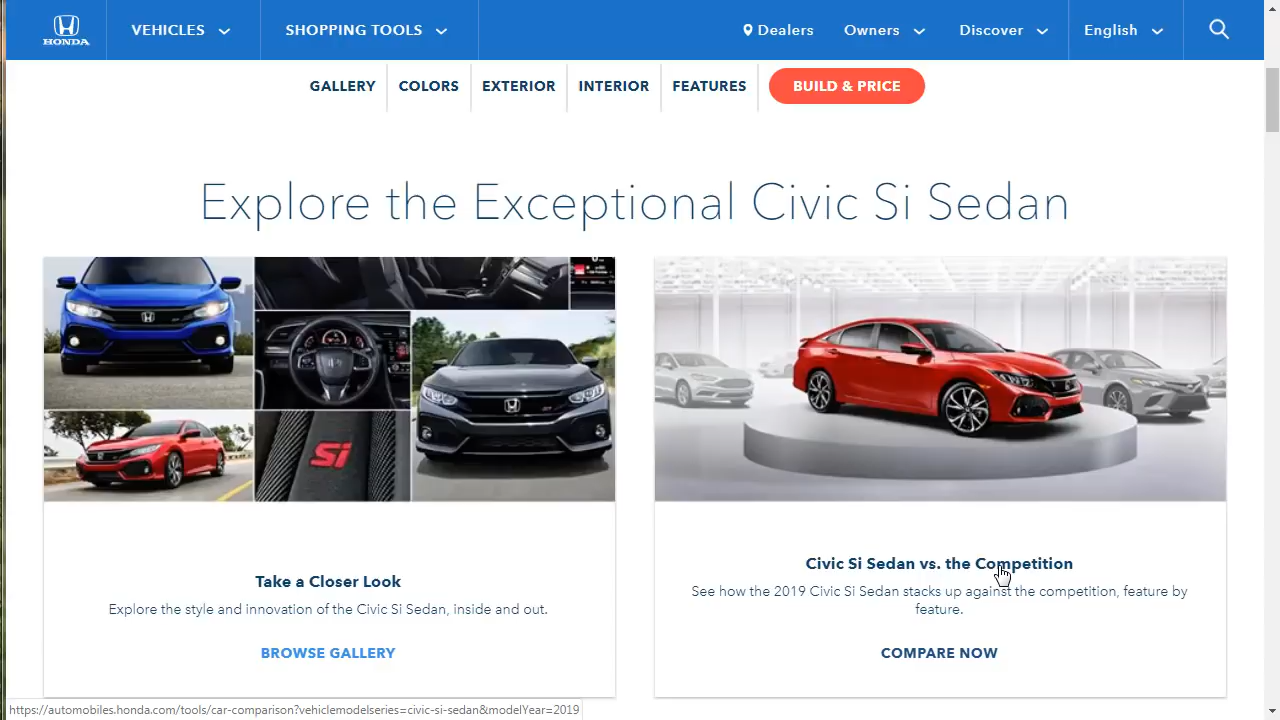 HONDA
VEHICLES
SHOPPING TOOLS
Dealers
Owners
Discover
English
GALLERY
COLORS
EXTERIOR
INTERIOR
FEATURES
BUILD & PRICE
Explore the Exceptional Civic Si Sedan
Si
Take a Closer Look
Explore the style and innovation of the Civic Si Sedan, inside and out.
BROWSE GALLERY
Civic Si Sedan vs. the Competition
See how the 2019 Civic Si Sedan stacks up against the competition, feature by
feature.
COMPARE NOW
https://automobiles.honda.com/tools/car-comparison?vehiclemodelseries=civic-si-sedan&modelYear=2019